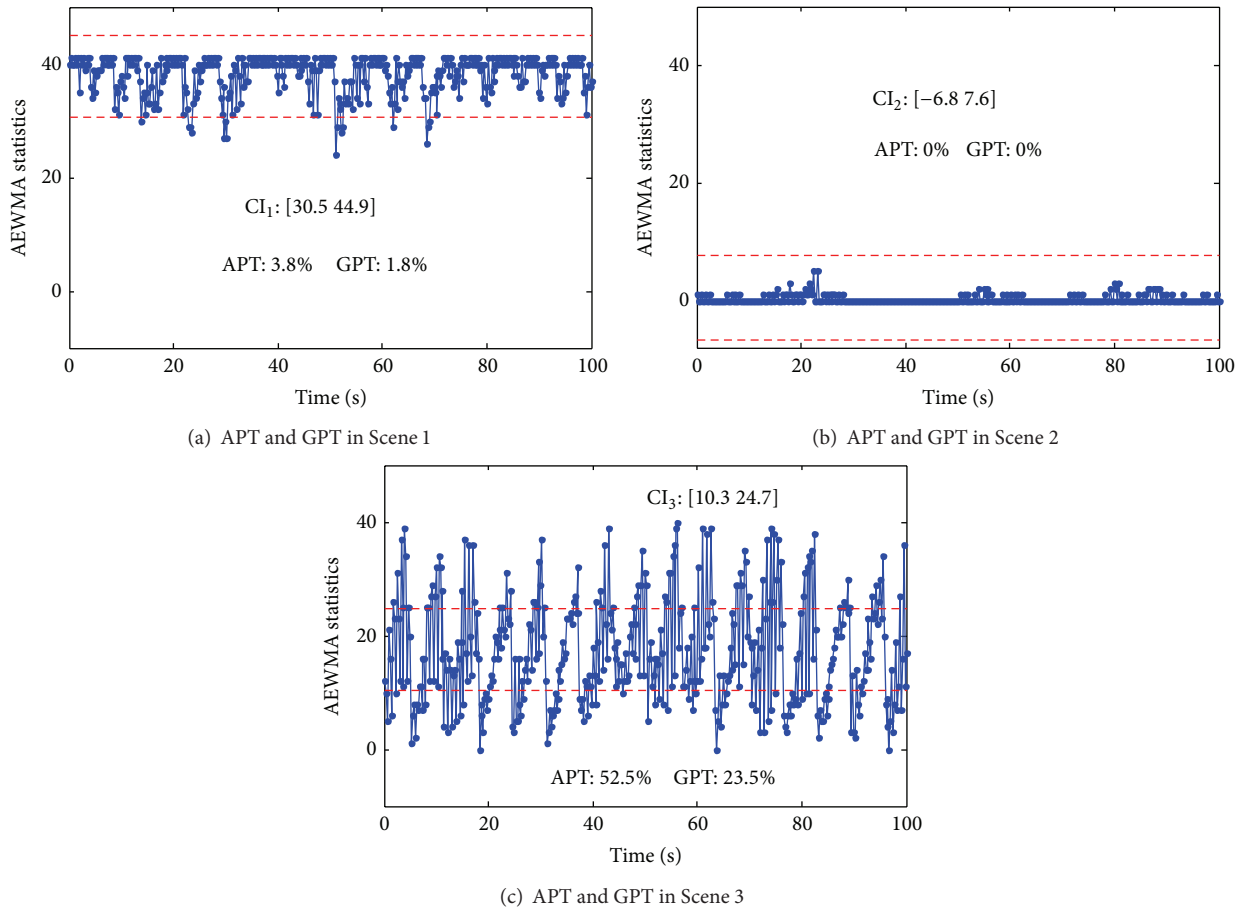 AEWMA statistics
40
20
0
CI₁: [30.5 44.9]
APT: 3.8% GPT: 1.8%
0 20 40 60 80 100
Time (s)
(a) APT and GPT in Scene 1
AEWMA statistics
40
20
0
CI₂: [−6.8 7.6]
APT: 0% GPT: 0%
0 20 40 60 80 100
Time (s)
(b) APT and GPT in Scene 2
AEWMA statistics
40
20
0
CI₃: [10.3 24.7]
APT: 52.5% GPT: 23.5%
0 20 40 60 80 100
Time (s)
(c) APT and GPT in Scene 3